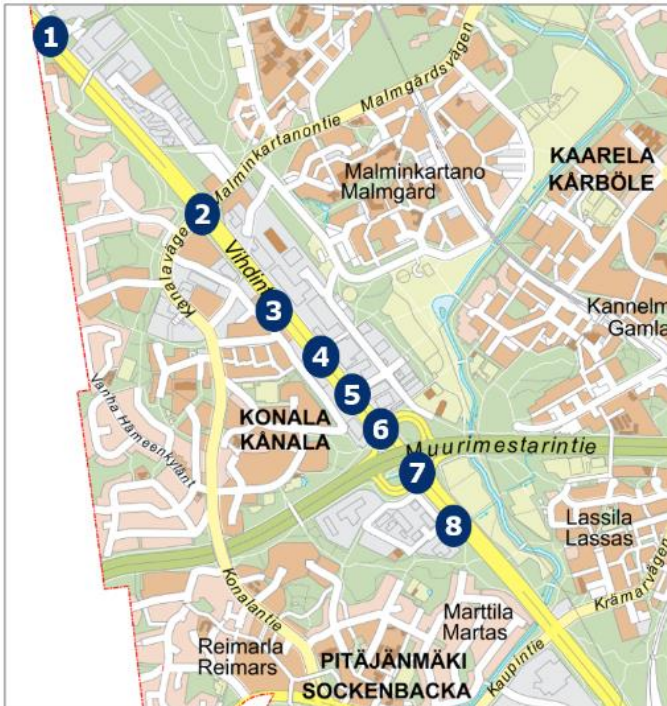 1
Malmgårdsvägen
Malminkartanontie
KAARELA
KÅRBÖLE
Malminkartano
Malmgård
2
Vihdint
Kånalaväge
3
Kannelm
Gamla
4
5
Vanha Hämeenkylänt
KONALA
KÅNALA
6
Muurimestarintie
7
8
Lassila
Lassas
Krämarvägen
Konalantie
Marttila
Martas
Reimarla
Reimars
PITÄJÄNMÄKI
SOCKENBACKA
Kaupintie